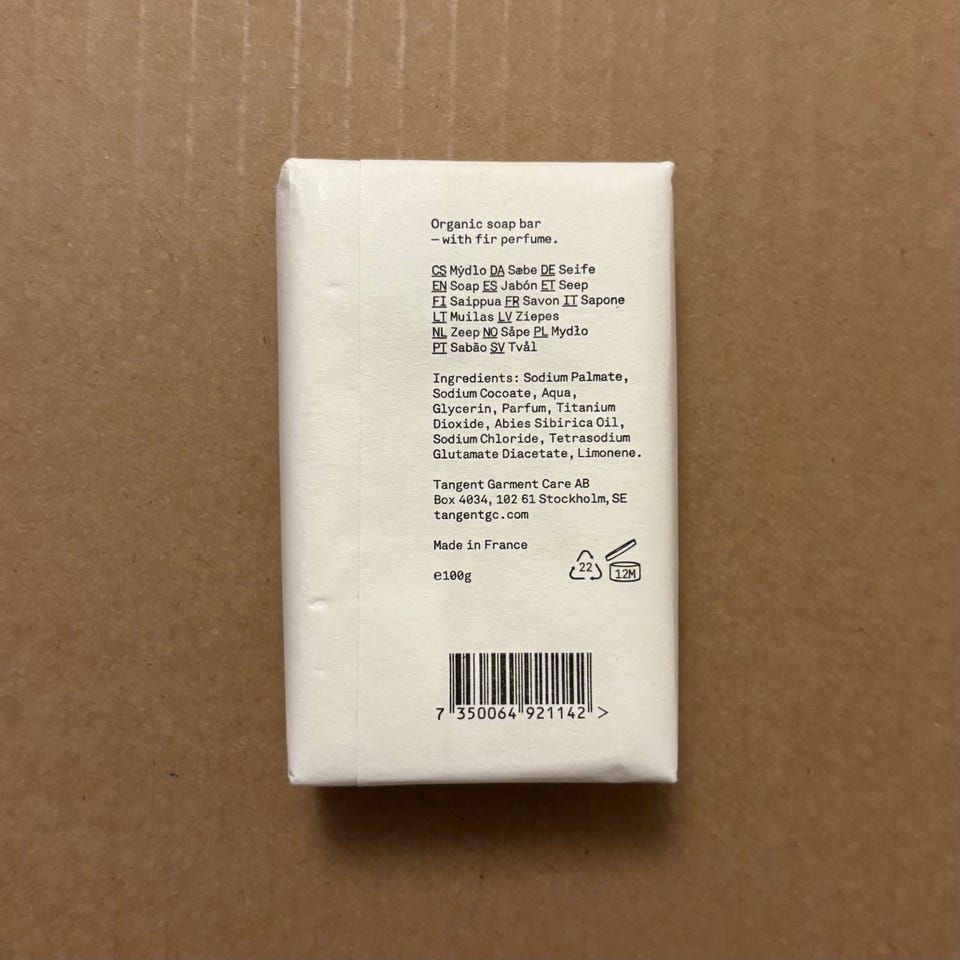 Organic soap bar
– with fir perfume.
CS Mýdlo DA Sæbe DE Seife
EN Soap ES Jabón ET Seep
FI Saippua FR Savon IT Sapone
LT Muilas LV Ziepes
NL Zeep NO Såpe PL Mydło
PT Sabão SV Tvål
Ingredients: Sodium Palmate,
Sodium Cocoate, Aqua,
Glycerin, Parfum, Titanium
Dioxide, Abies Sibirica Oil,
Sodium Chloride, Tetrasodium
Glutamate Diacetate, Limonene.
Tangent Garment Care AB
Box 4034, 102 61 Stockholm, SE
tangentgc.com
Made in France
22
12M
℮100g
7 350064 921142 >